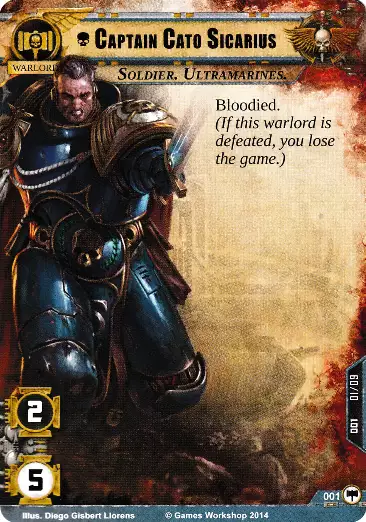 Captain Cato Sicarius
WARLORD
Soldier. Ultramarines.
Bloodied.
(If this warlord is
defeated, you lose
the game.)
2
5
001 01/09
001
Illus. Diego Gisbert Llorens © Games Workshop 2014